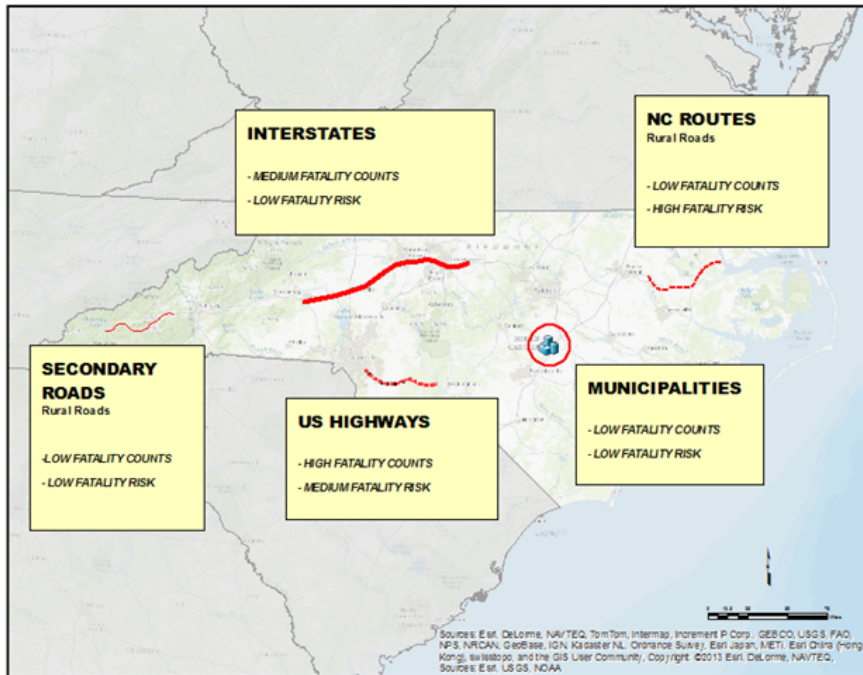 INTERSTATES
- MEDIUM FATALITY COUNTS
- LOW FATALITY RISK
NC ROUTES
Rural Roads
- LOW FATALITY COUNTS
- HIGH FATALITY RISK
SECONDARY
ROADS
Rural Roads
-LOW FATALITY COUNTS
- LOW FATALITY RISK
US HIGHWAYS
- HIGH FATALITY COUNTS
- MEDIUM FATALITY RISK
MUNICIPALITIES
- LOW FATALITY COUNTS
- LOW FATALITY RISK
Sources: Esri, DeLorme, NAVTEQ, TomTom, Intermap, increment P Corp., GEBCO, USGS, FAO,
NPS, NRCAN, GeoBase, IGN, Kadaster NL, Ordnance Survey, Esri Japan, METI, Esri China (Hong
Kong), swisstopo, and the GIS User Community, Copyright: ©2013 Esri, DeLorme, NAVTEQ,
Sources: Esri, USGS, NOAA